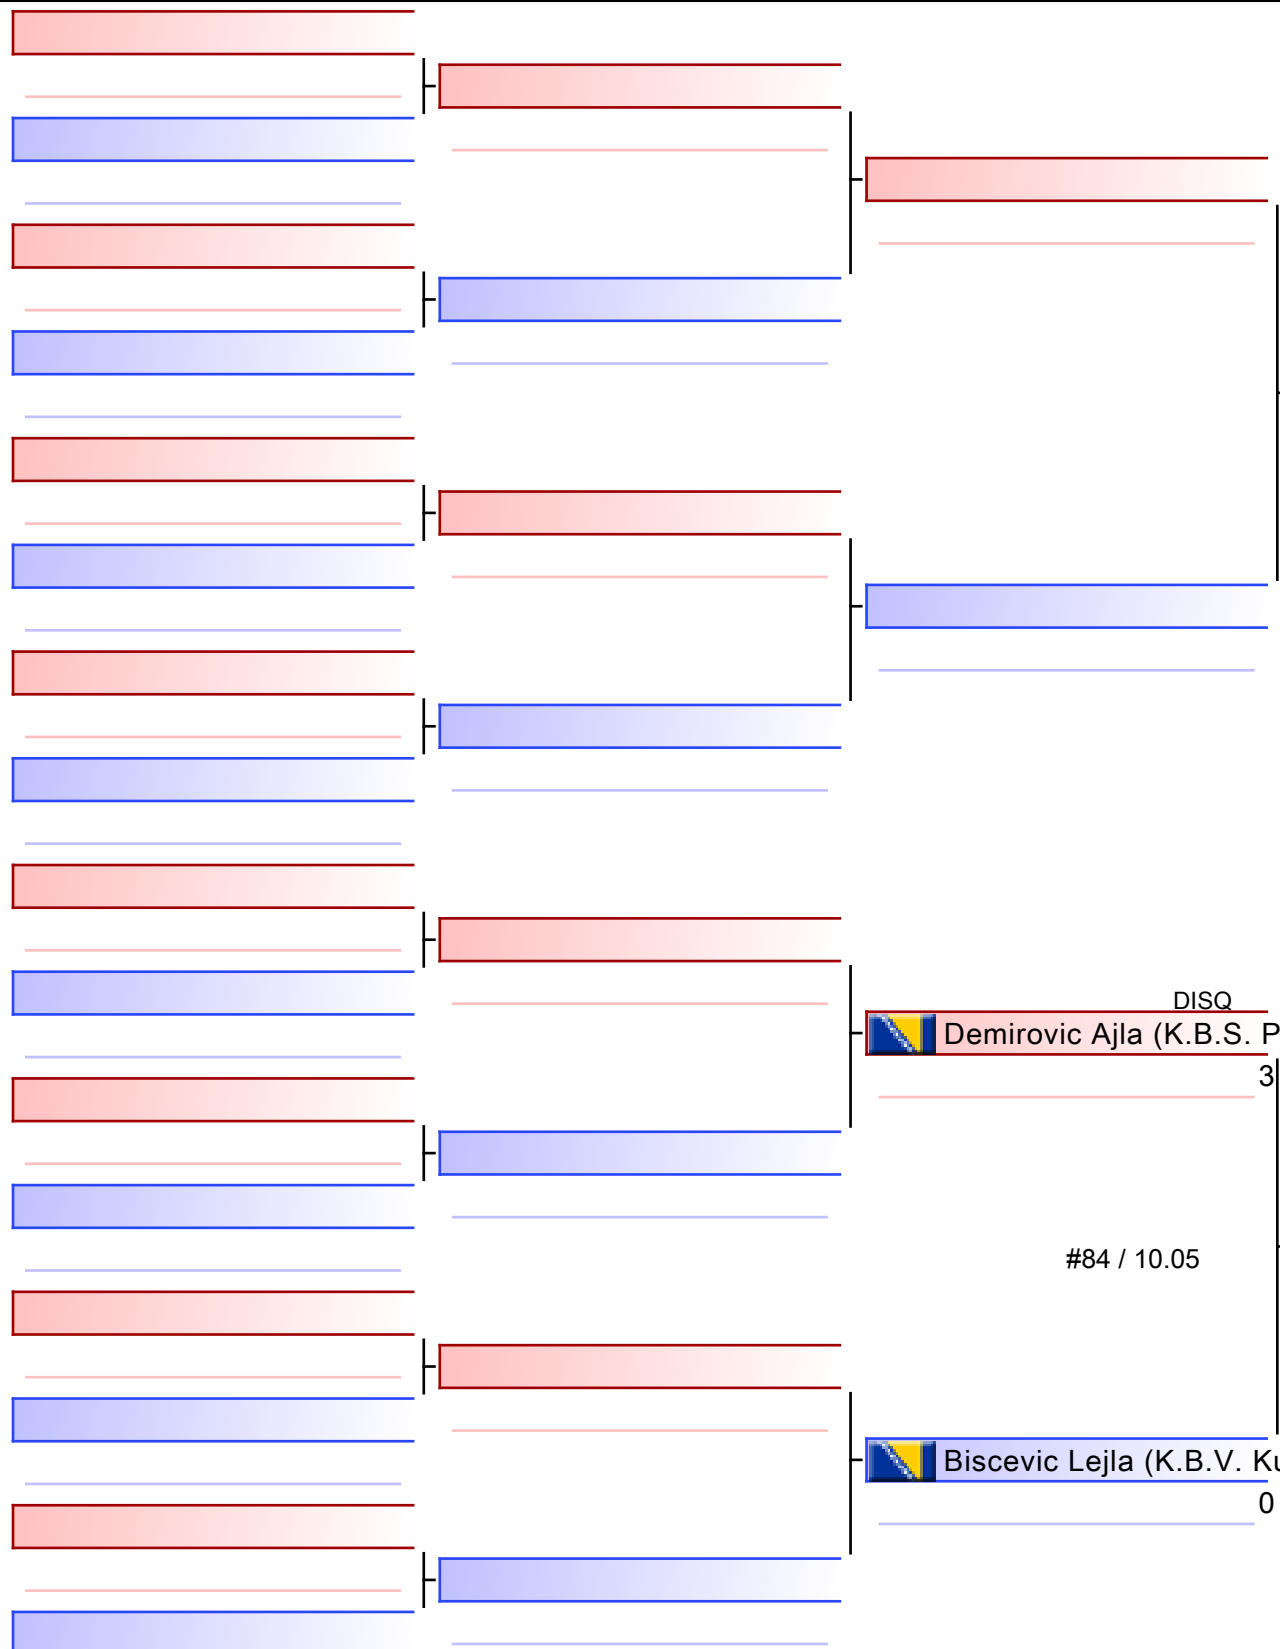 DISQ
Demirovic Ajla (K.B.S. P
3
#84 / 10.05
Biscevic Lejla (K.B.V. Ku
0